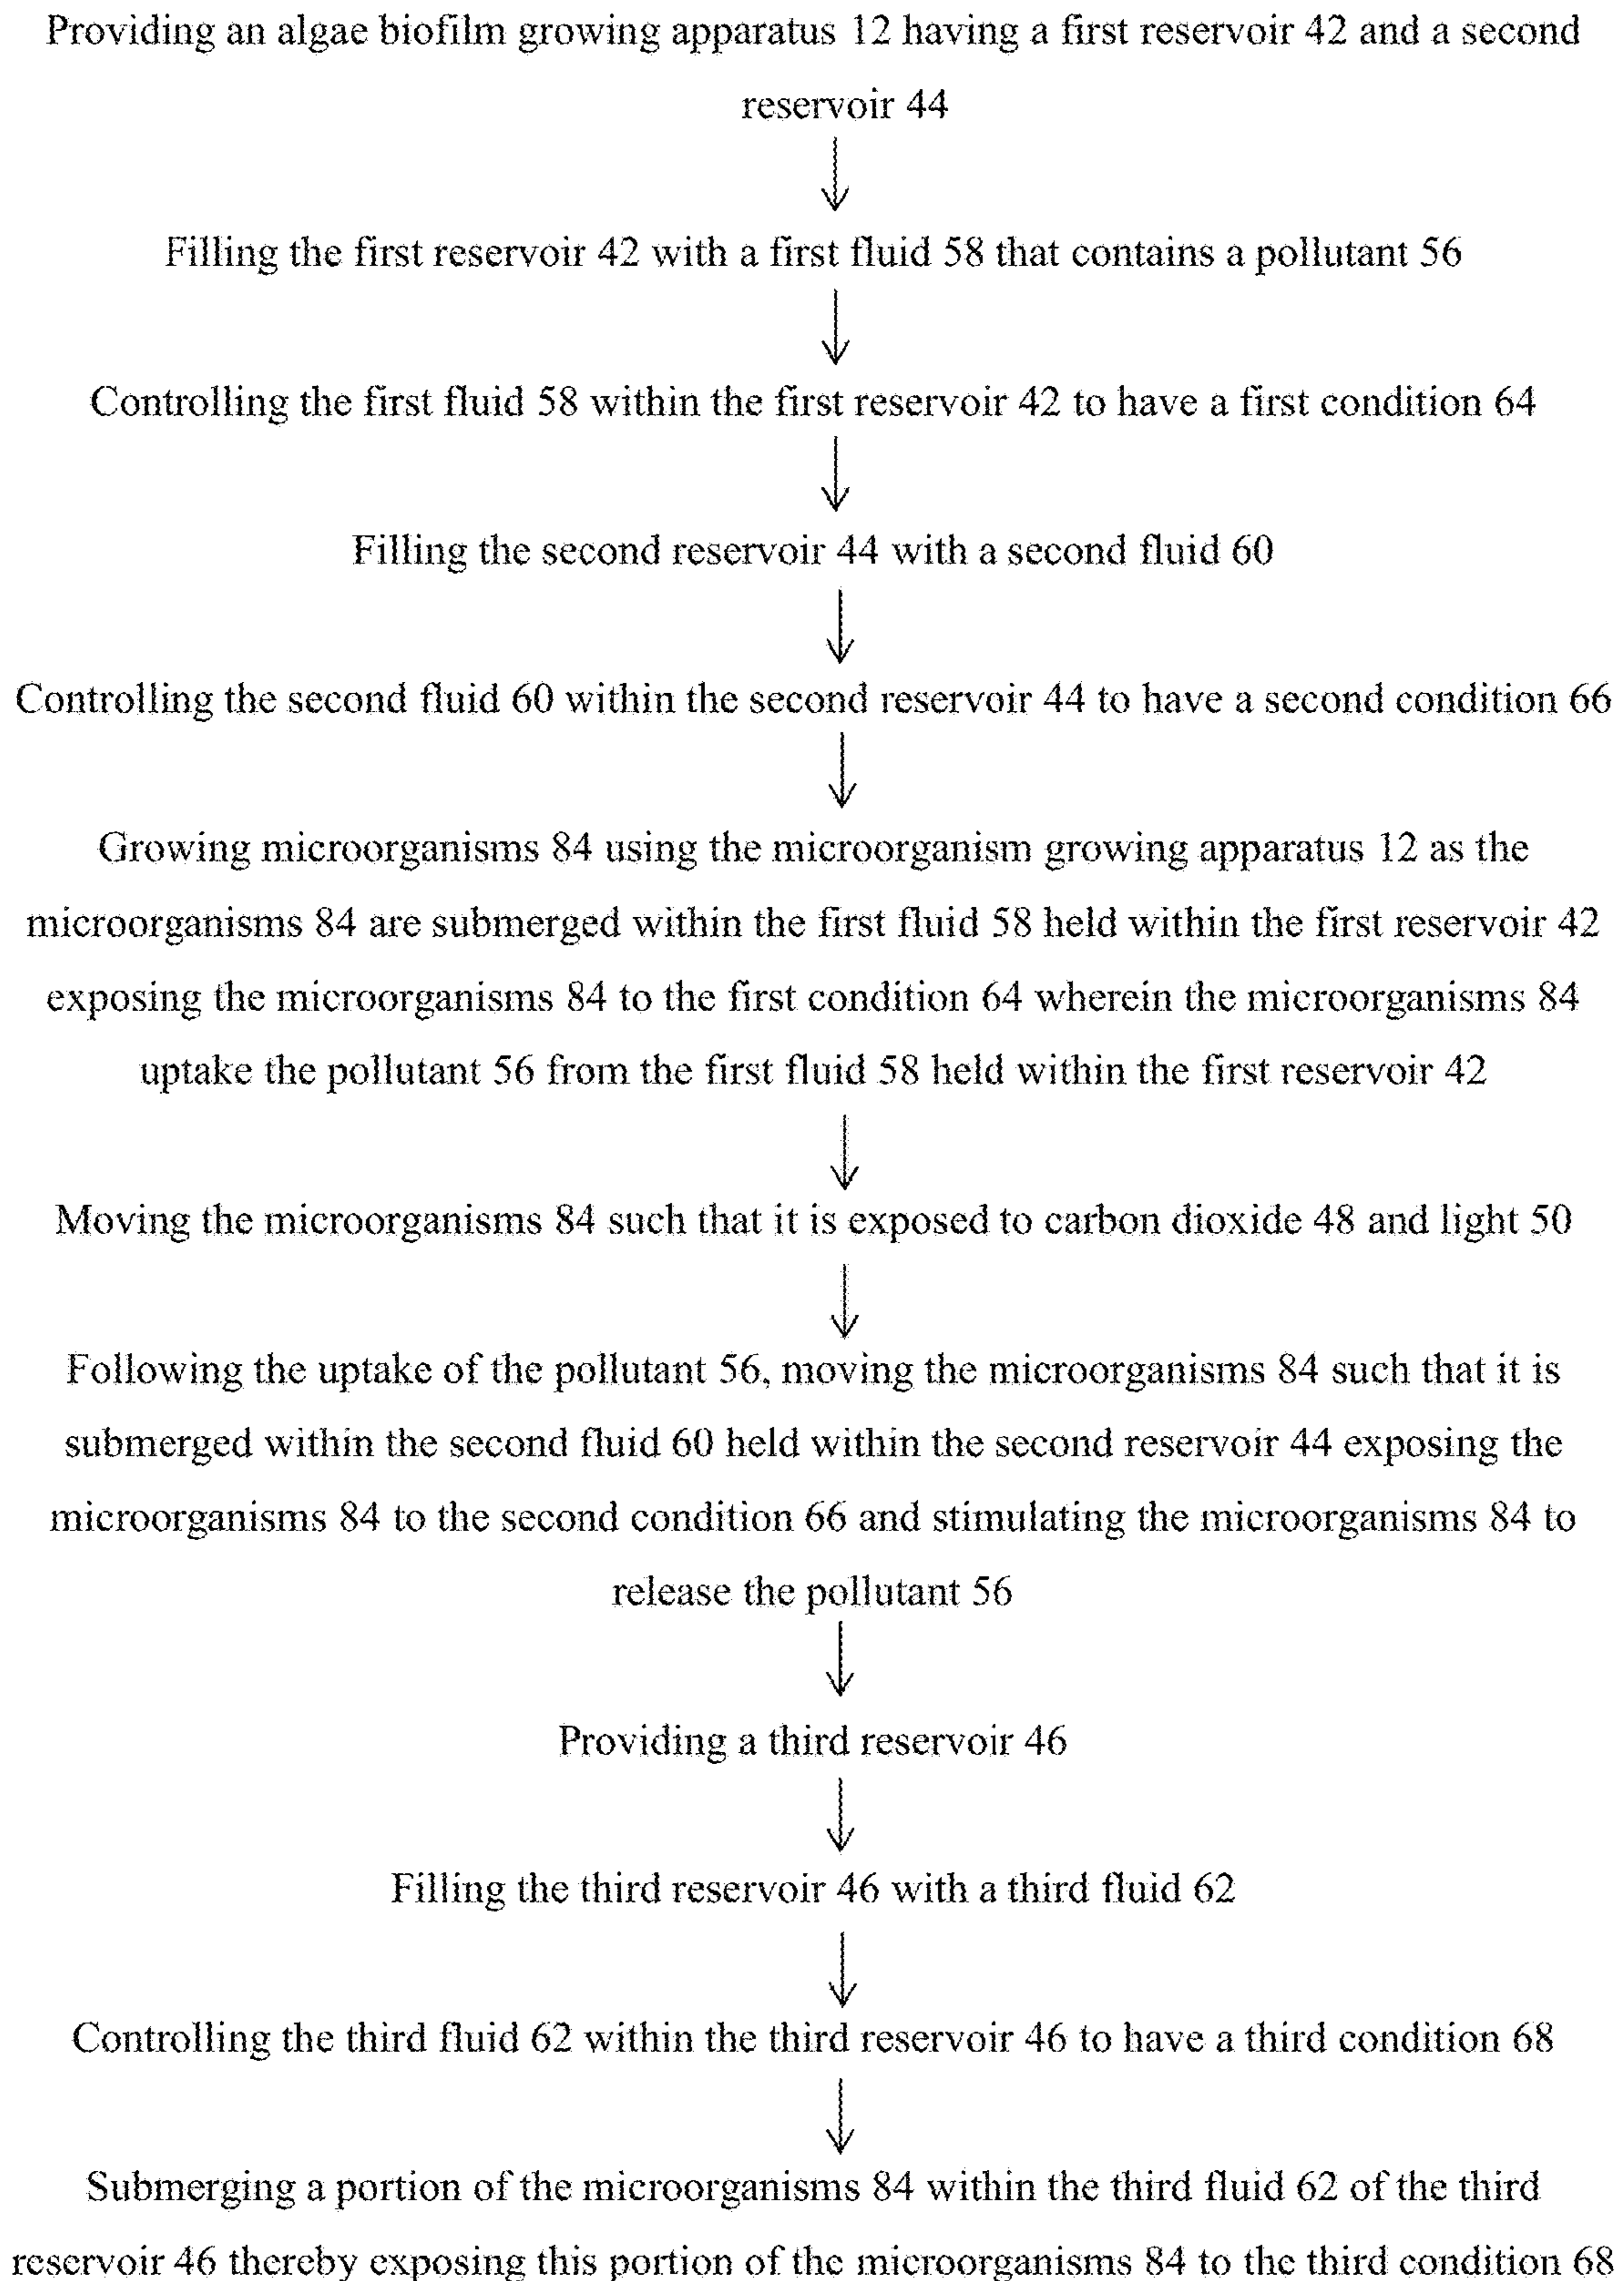 Providing an algae biofilm growing apparatus 12 having a first reservoir 42 and a second
reservoir 44
Filling the first reservoir 42 with a first fluid 58 that contains a pollutant 56
Controlling the first fluid 58 within the first reservoir 42 to have a first condition 64
Filling the second reservoir 44 with a second fluid 60
Controlling the second fluid 60 within the second reservoir 44 to have a second condition 66
Growing microorganisms 84 using the microorganism growing apparatus 12 as the
microorganisms 84 are submerged within the first fluid 58 held within the first reservoir 42
exposing the microorganisms 84 to the first condition 64 wherein the microorganisms 84
uptake the pollutant 56 from the first fluid 58 held within the first reservoir 42
Moving the microorganisms 84 such that it is exposed to carbon dioxide 48 and light 50
Following the uptake of the pollutant 56, moving the microorganisms 84 such that it is
submerged within the second fluid 60 held within the second reservoir 44 exposing the
microorganisms 84 to the second condition 66 and stimulating the microorganisms 84 to
release the pollutant 56
Providing a third reservoir 46
Filling the third reservoir 46 with a third fluid 62
Controlling the third fluid 62 within the third reservoir 46 to have a third condition 68
Submerging a portion of the microorganisms 84 within the third fluid 62 of the third
reservoir 46 thereby exposing this portion of the microorganisms 84 to the third condition 68